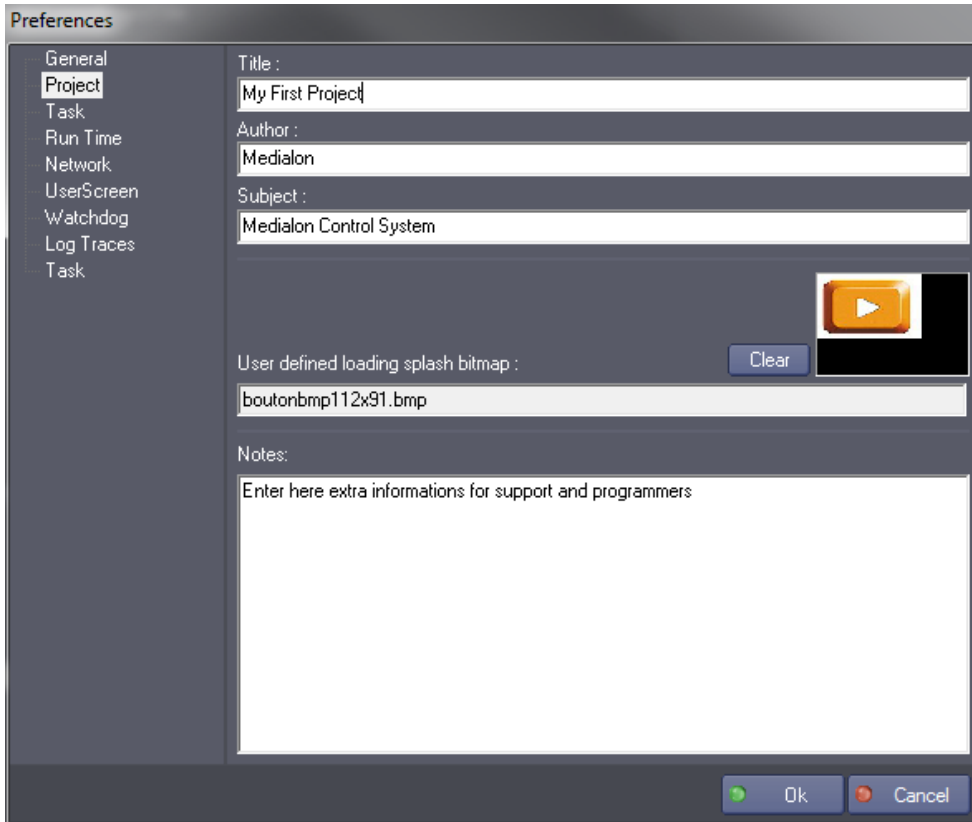 Preferences
General
Project
Task
Run Time
Network
UserScreen
Watchdog
Log Traces
Task
Title :
My First Project
Author :
Medialon
Subject :
Medialon Control System
User defined loading splash bitmap :
Clear
boutonbmp112x91.bmp
Notes:
Enter here extra informations for support and programmers
Ok
Cancel